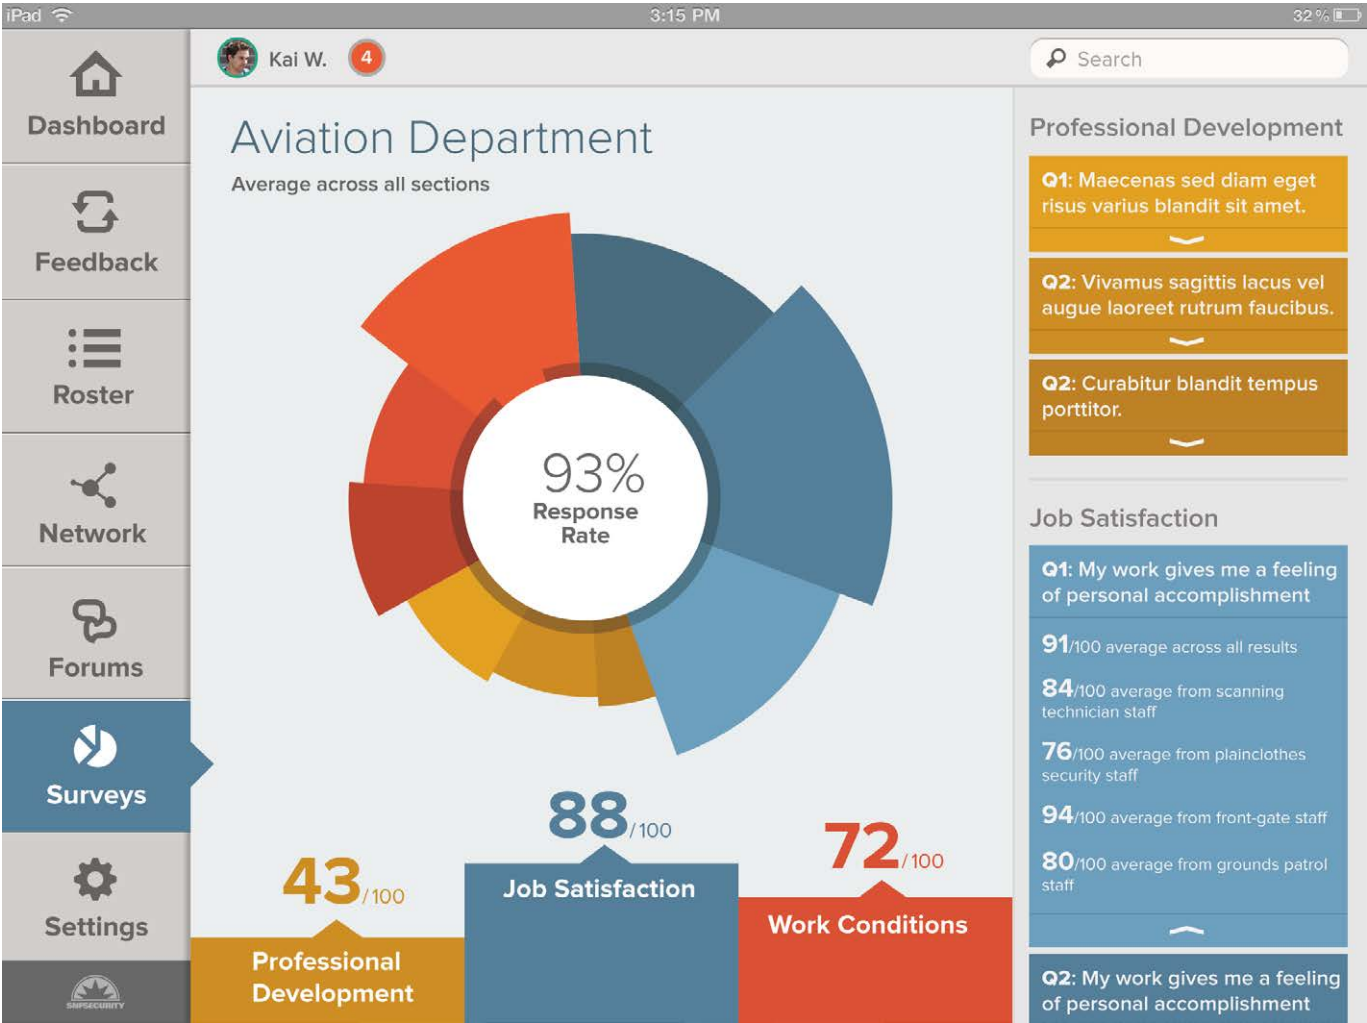 iPad
3:15 PM
32%
Dashboard
Feedback
Roster
Network
Forums
Surveys
Settings
SNPSECURITY
Kai W.
4
Search
Aviation Department
Average across all sections
93%
Response
Rate
43/100
Professional
Development
88/100
Job Satisfaction
72/100
Work Conditions
Professional Development
Q1: Maecenas sed diam eget
risus varius blandit sit amet.
Q2: Vivamus sagittis lacus vel
augue laoreet rutrum faucibus.
Q2: Curabitur blandit tempus
porttitor.
Job Satisfaction
Q1: My work gives me a feeling
of personal accomplishment
91/100 average across all results
84/100 average from scanning
technician staff
76/100 average from plainclothes
security staff
94/100 average from front-gate staff
80/100 average from grounds patrol
staff
Q2: My work gives me a feeling
of personal accomplishment